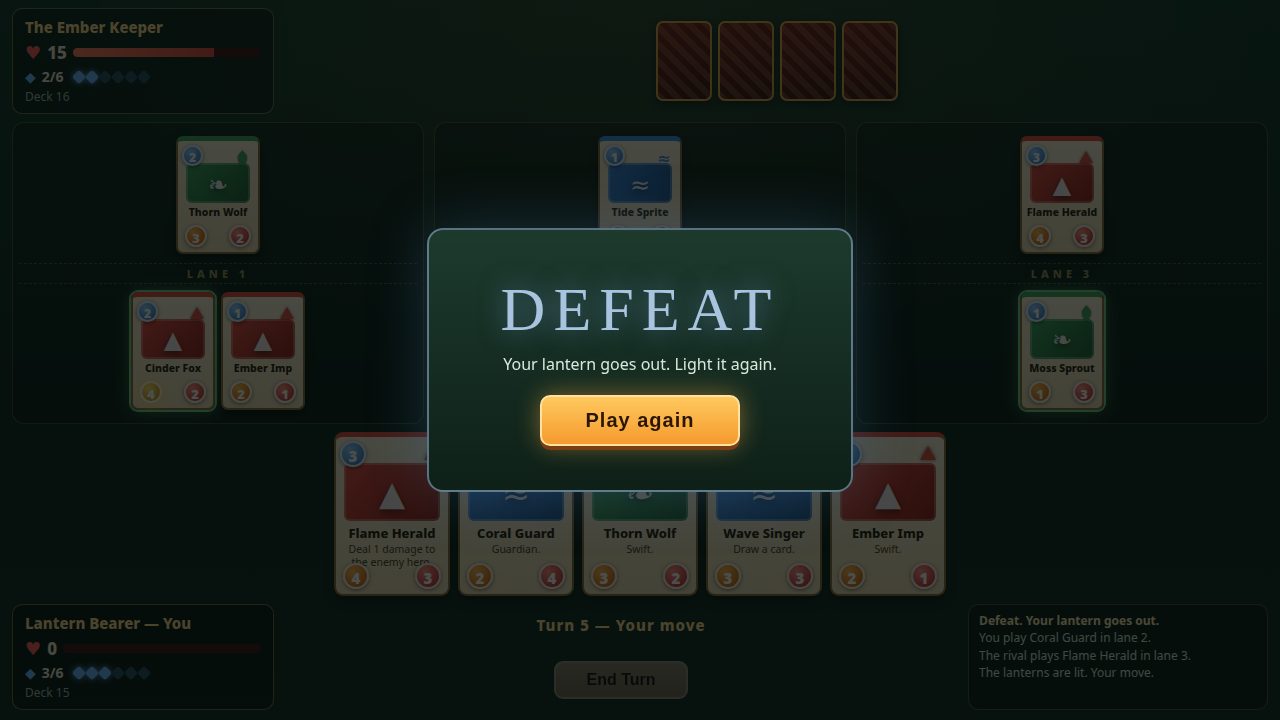 The Ember Keeper
15
2/6
Deck 16
2
Thorn Wolf
3
2
1
Tide Sprite
3
Flame Herald
4
3
LANE 1
LANE 3
2
Cinder Fox
4
2
1
Ember Imp
2
1
1
Moss Sprout
1
3
DEFEAT
Your lantern goes out. Light it again.
Play again
3
Flame Herald
Deal 1 damage to
the enemy hero.
4
3
Coral Guard
Guardian.
2
4
Thorn Wolf
Swift.
3
2
Wave Singer
Draw a card.
3
3
Ember Imp
Swift.
2
1
Lantern Bearer — You
0
3/6
Deck 15
Turn 5 — Your move
End Turn
Defeat. Your lantern goes out.
You play Coral Guard in lane 2.
The rival plays Flame Herald in lane 3.
The lanterns are lit. Your move.